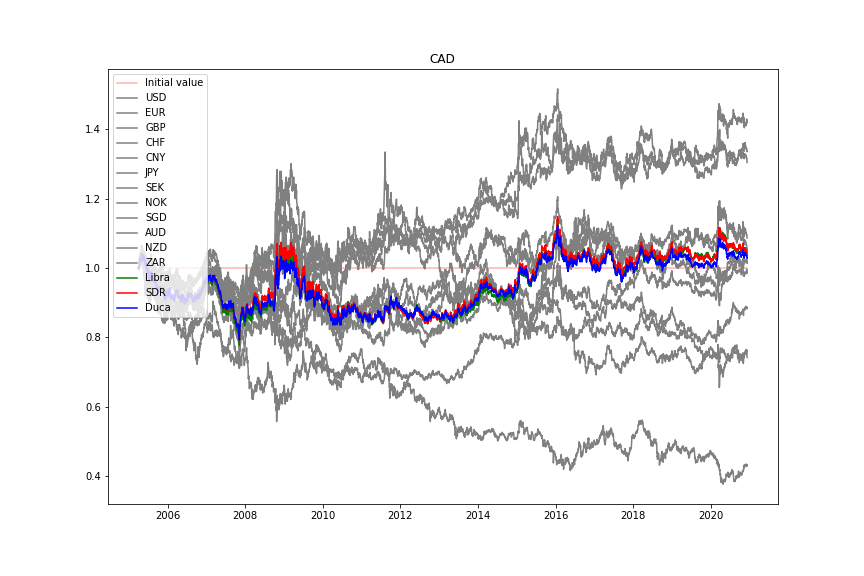 CAD
Initial value
USD
EUR
GBP
CHF
CNY
JPY
SEK
NOK
SGD
AUD
NZD
ZAR
Libra
SDR
Duca
1.4
1.2
1.0
0.8
0.6
0.4
2006 2008 2010 2012 2014 2016 2018 2020